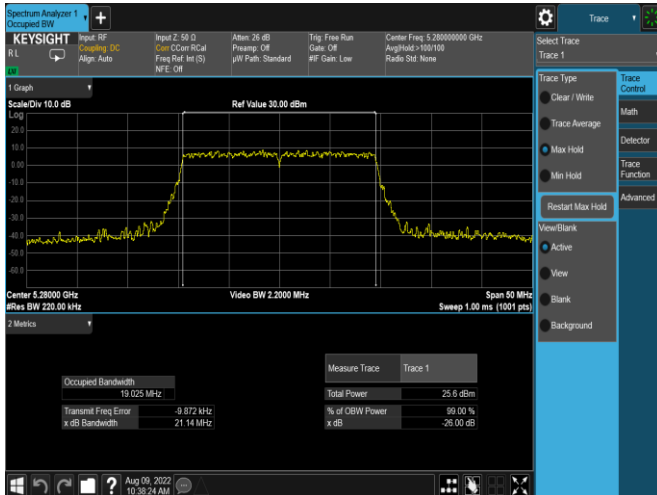 Spectrum Analyzer 1
Occupied BW
KEYSIGHT
R L
Input: RF
Coupling: DC
Align: Auto
Input Z: 50 Ω
Corr CCorr RCal
Freq Ref: Int (S)
NFE: Off
Atten: 26 dB
Preamp: Off
µW Path: Standard
Trig: Free Run
Gate: Off
#IF Gain: Low
Center Freq: 5.280000000 GHz
Avg|Hold:>100/100
Radio Std: None
1 Graph
Scale/Div 10.0 dB
Ref Value 30.00 dBm
Log
20.0
10.0
0.00
-10.0
-20.0
-30.0
-40.0
-50.0
-60.0
Center 5.28000 GHz
Video BW 2.2000 MHz
Span 50 MHz
#Res BW 220.00 kHz
Sweep 1.00 ms (1001 pts)
2 Metrics
Measure Trace
Trace 1
Occupied Bandwidth
19.025 MHz
Total Power
25.6 dBm
Transmit Freq Error
-9.872 kHz
% of OBW Power
99.00 %
x dB Bandwidth
21.14 MHz
x dB
-26.00 dB
Aug 09, 2022
10:38:24 AM
Trace
Select Trace
Trace 1
Trace Type
Clear / Write
Trace Average
Max Hold
Min Hold
Restart Max Hold
View/Blank
Active
View
Blank
Background
Trace
Control
Math
Detector
Trace
Function
Advanced